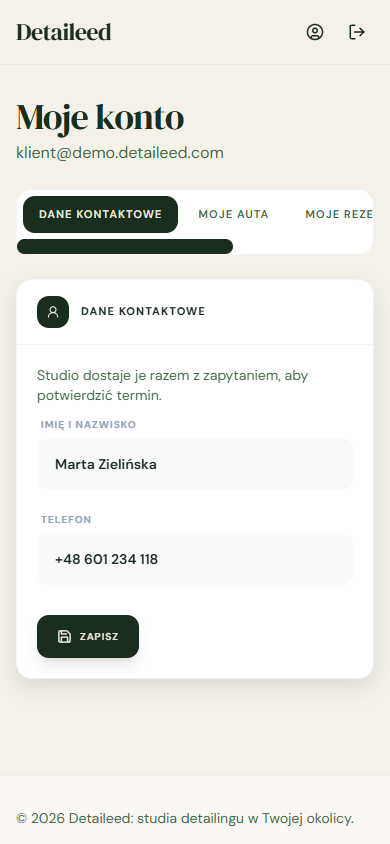 Detaileed
Moje konto
klient@demo.detaileed.com
DANE KONTAKTOWE
MOJE AUTA
MOJE REZE
DANE KONTAKTOWE
Studio dostaje je razem z zapytaniem, aby
potwierdzić termin.
IMIĘ I NAZWISKO
Marta Zielińska
TELEFON
+48 601 234 118
ZAPISZ
© 2026 Detaileed: studia detailingu w Twojej okolicy.